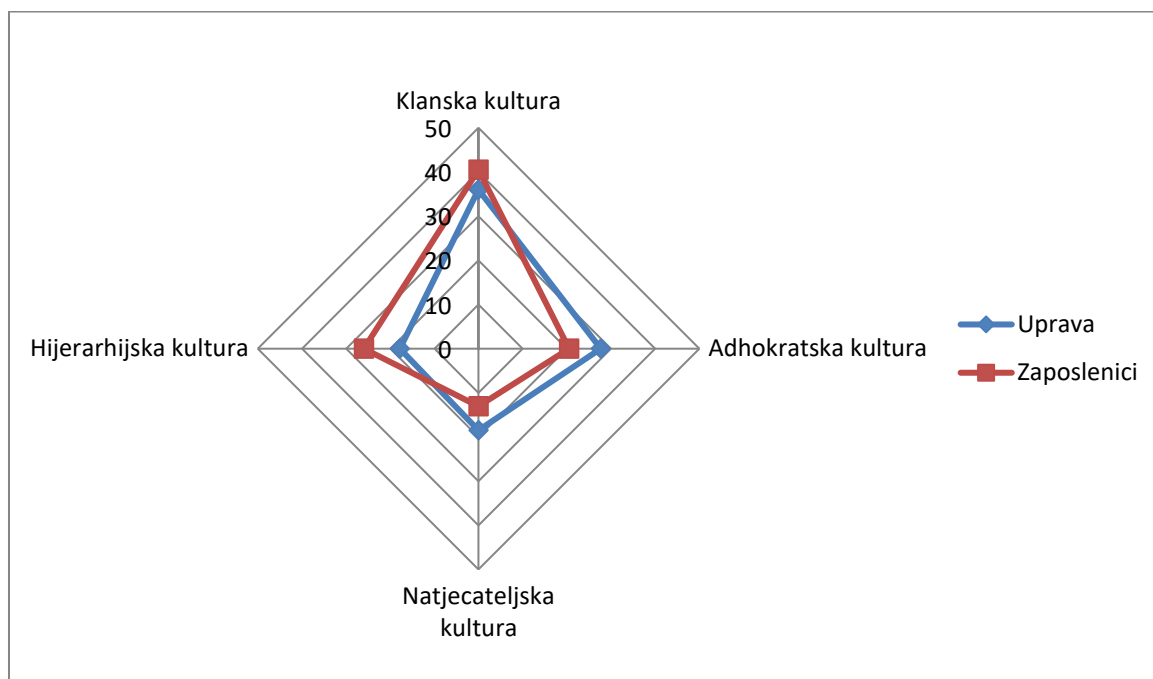 Klanska kultura
50
40
30
20
10
0
Hijerarhijska kultura
Adhokratska kultura
Natjecateljska
kultura
Uprava
Zaposlenici